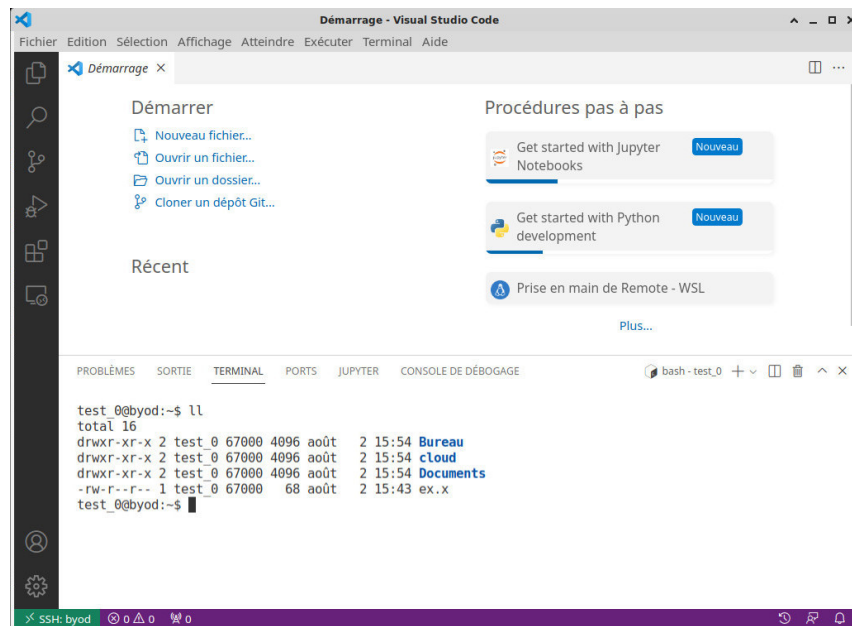 Démarrage - Visual Studio Code
Fichier Edition Sélection Affichage Atteindre Exécuter Terminal Aide
Démarrage
Démarrer
Nouveau fichier...
Ouvrir un fichier...
Ouvrir un dossier...
Cloner un dépôt Git...
Récent
Procédures pas à pas
Get started with Jupyter Notebooks
Nouveau
Get started with Python development
Nouveau
Prise en main de Remote - WSL
Plus...
PROBLÈMES SORTIE TERMINAL PORTS JUPYTER CONSOLE DE DÉBOGAGE bash - test_0
test_0@byod:~$ ll
total 16
drwxr-xr-x 2 test_0 67000 4096 août 2 15:54 Bureau
drwxr-xr-x 2 test_0 67000 4096 août 2 15:54 cloud
drwxr-xr-x 2 test_0 67000 4096 août 2 15:54 Documents
-rw-r--r-- 1 test_0 67000 68 août 2 15:43 ex.x
test_0@byod:~$
SSH: byod 0 0 0